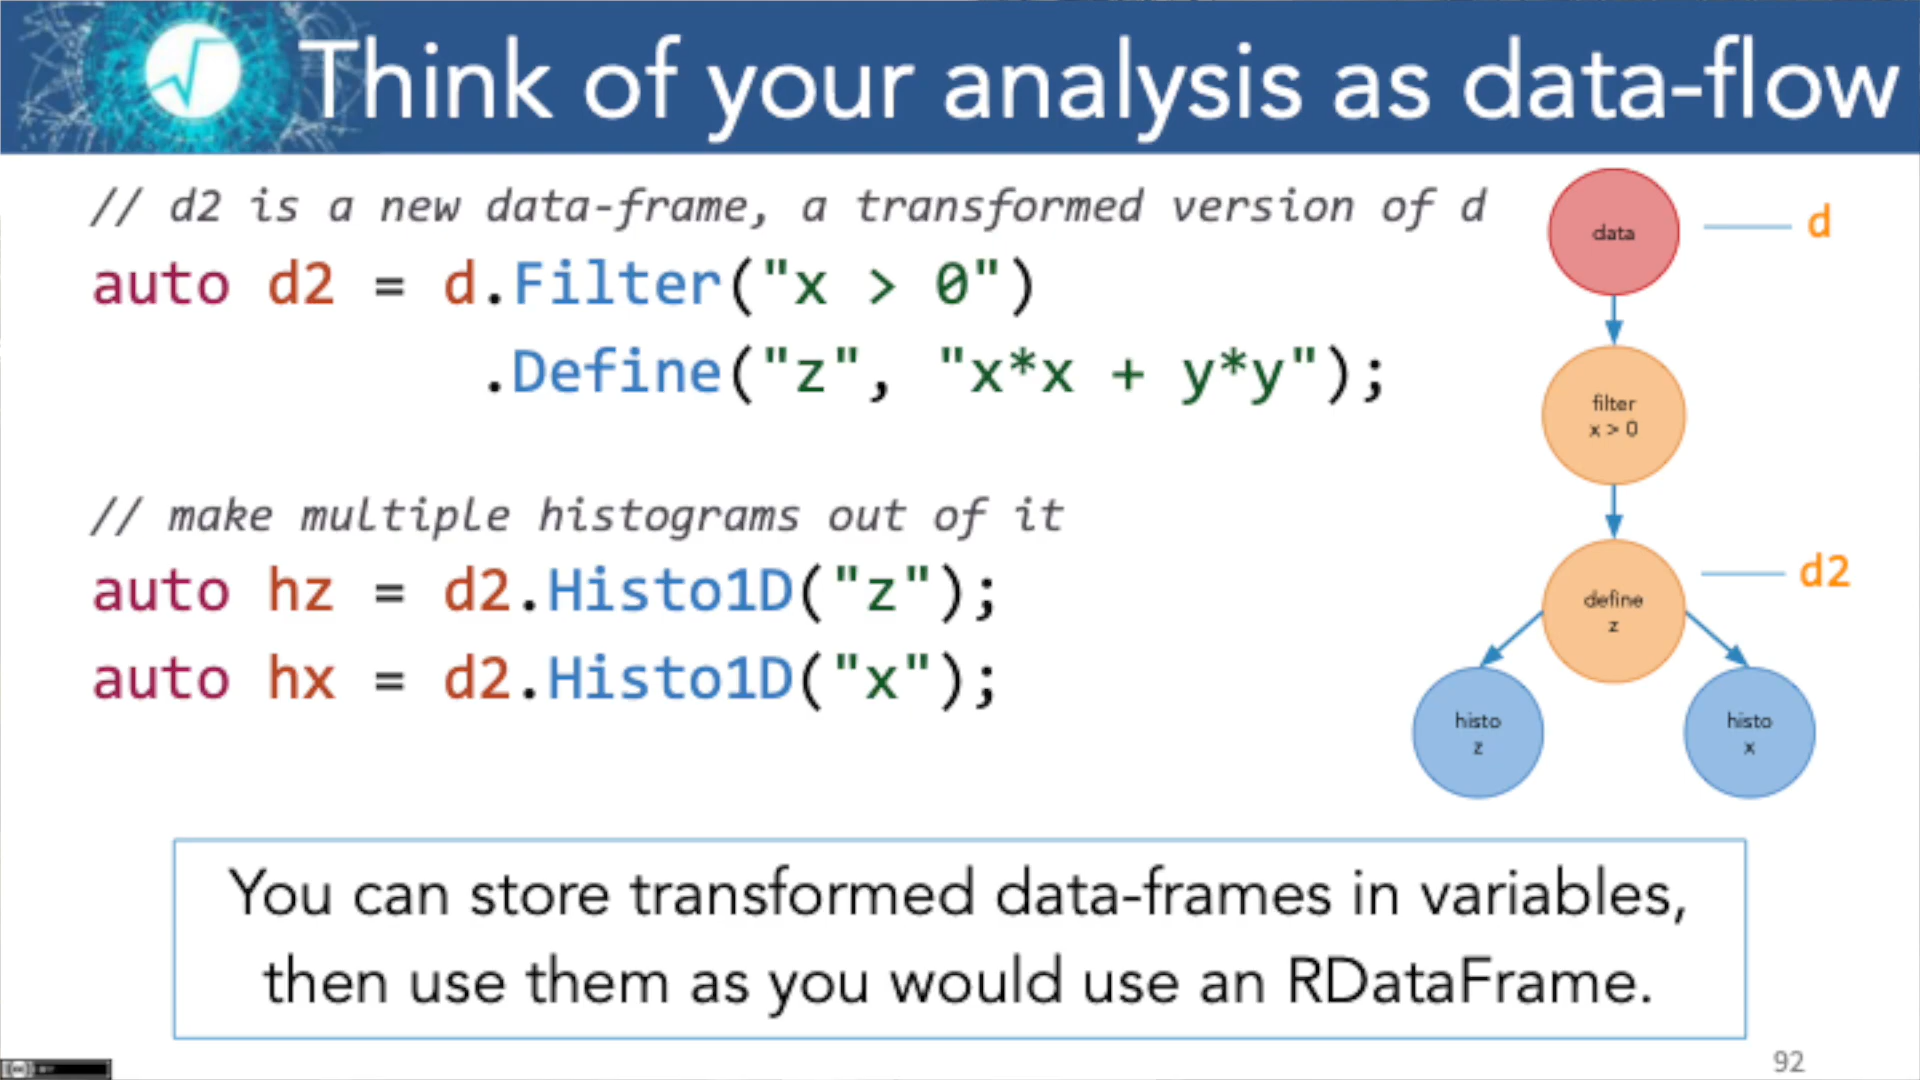 Think of your analysis as data-flow
// d2 is a new data-frame, a transformed version of d
auto d2 = d.Filter("x > 0")
.Define("z", "x*x + y*y");
// make multiple histograms out of it
auto hz = d2.Histo1D("z");
auto hx = d2.Histo1D("x");
data
d
filter
x > 0
define
z
d2
histo
z
histo
x
You can store transformed data-frames in variables,
then use them as you would use an RDataFrame.
92